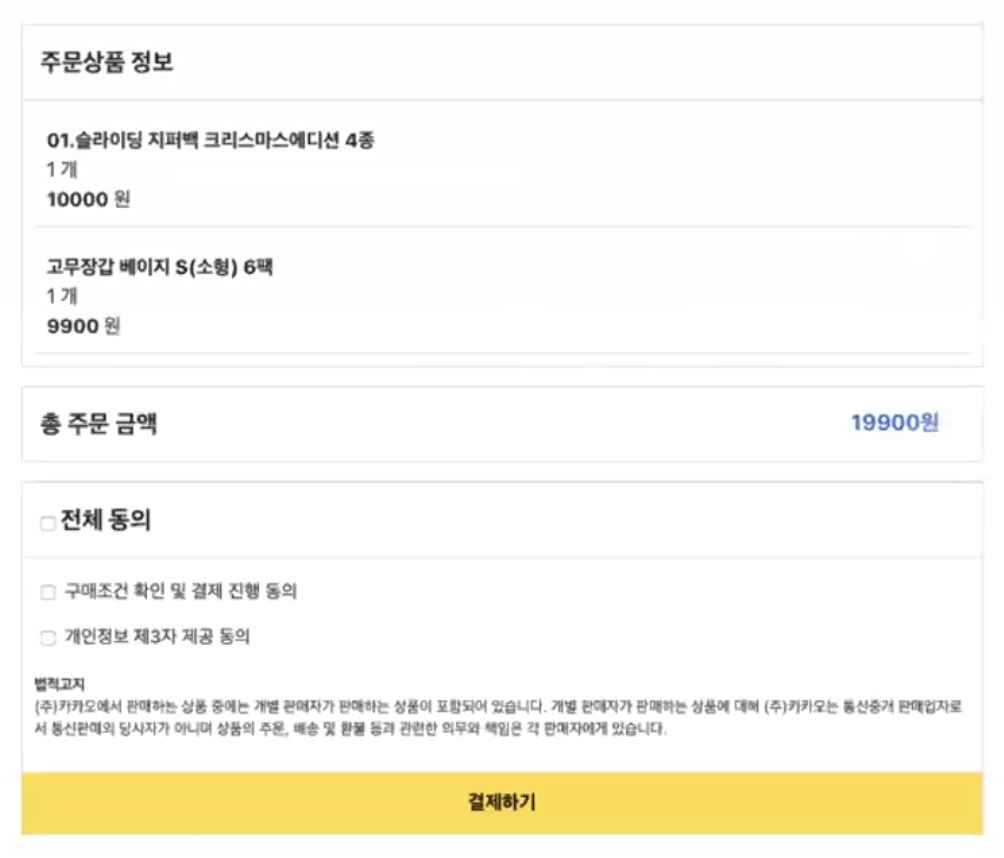 주문상품 정보
01.슬라이딩 지퍼백 크리스마스에디션 4종
1 개
10000 원
고무장갑 베이지 S(소형) 6팩
1 개
9900 원
총 주문 금액 19900원
전체 동의
구매조건 확인 및 결제 진행 동의
개인정보 제3자 제공 동의
법적고지
(주)카카오에서 판매하는 상품 중에는 개별 판매자가 판매하는 상품이 포함되어 있습니다. 개별 판매자가 판매하는 상품에 대해 (주)카카오는 통신중개 판매업자로
서 통신판매의 당사자가 아니며 상품의 주문, 배송 및 환불 등과 관련한 의무와 책임은 각 판매자에게 있습니다.
결제하기